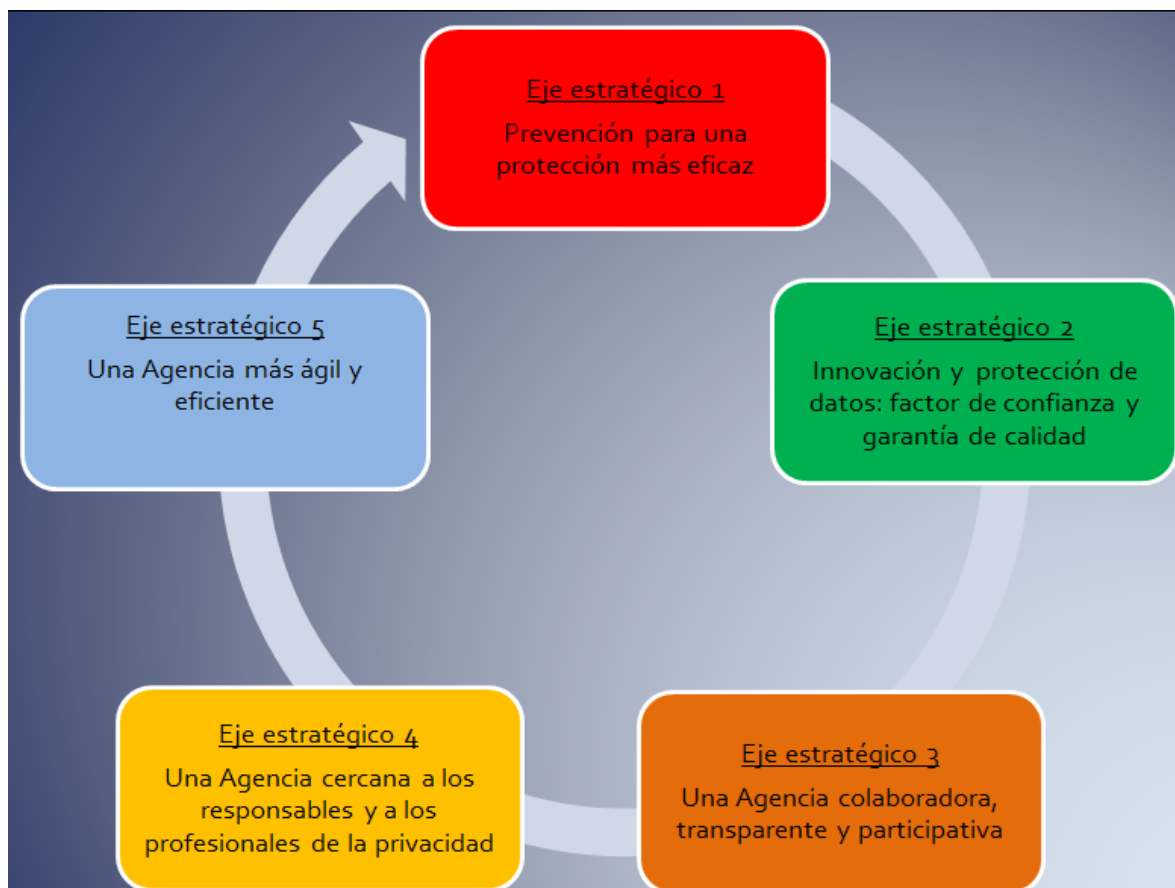 Eje estratégico 1
Prevención para una
protección más eficaz
Eje estratégico 2
Innovación y protección de
datos: factor de confianza y
garantía de calidad
Eje estratégico 3
Una Agencia colaboradora,
transparente y participativa
Eje estratégico 4
Una Agencia cercana a los
responsables y a los
profesionales de la privacidad
Eje estratégico 5
Una Agencia más ágil y
eficiente